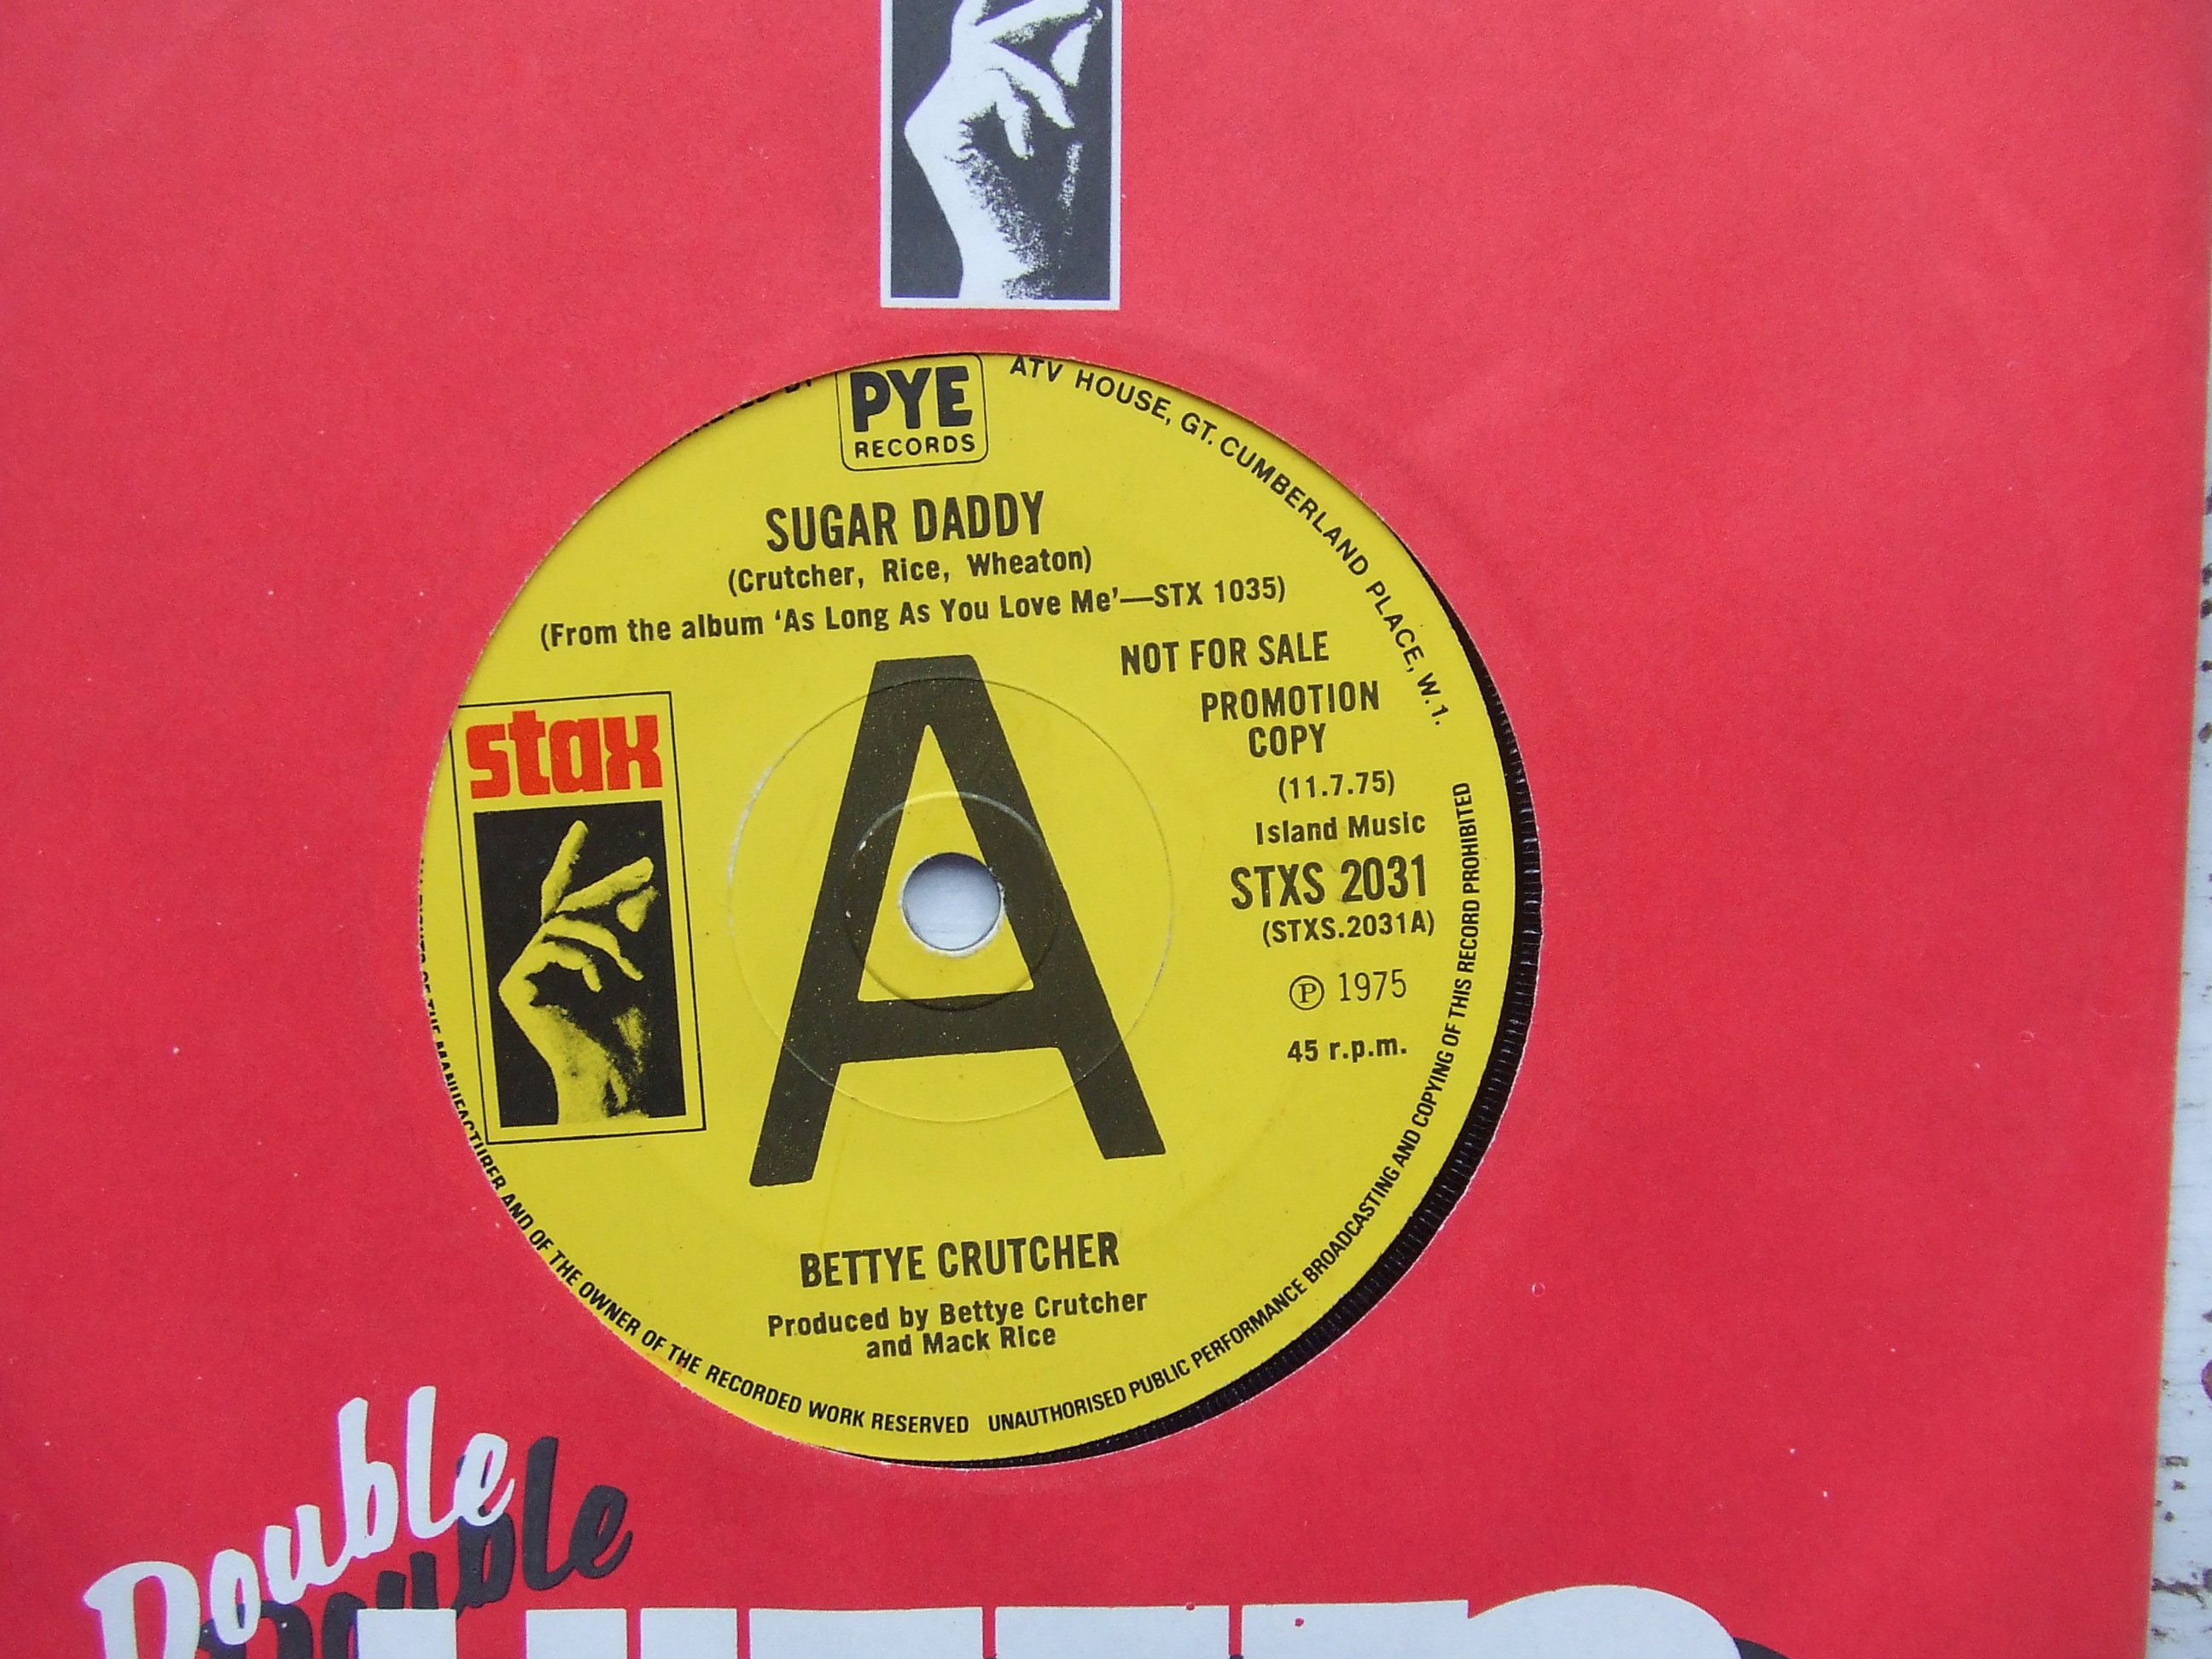 PYE
RECORDS
ATV HOUSE, GT. CUMBERLAND PLACE, W.1.
SUGAR DADDY
(Crutcher, Rice, Wheaton)
(From the album ‘As Long As You Love Me’—STX 1035)
NOT FOR SALE
PROMOTION
COPY
(11.7.75)
Island Music
STXS 2031
(STXS.2031A)
Ⓟ 1975
45 r.p.m.
stax
A
BETTYE CRUTCHER
Produced by Bettye Crutcher
and Mack Rice
OF THE MANUFACTURER AND OF THE OWNER OF THE RECORDED WORK RESERVED UNAUTHORISED PUBLIC PERFORMANCE BROADCASTING AND COPYING OF THIS RECORD PROHIBITED
Double
Double